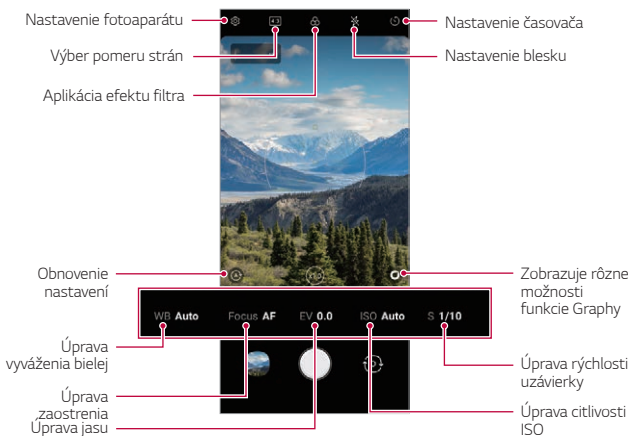 Nastavenie fotoaparátu
Výber pomeru strán
Aplikácia efektu filtra
Nastavenie časovača
Nastavenie blesku
Obnovenie
nastavení
Zobrazuje rôzne
možnosti
funkcie Graphy
WB Auto Focus AF EV 0.0 ISO Auto S 1/10
Úprava
vyváženia bielej
Úprava
zaostrenia
Úprava jasu
Úprava rýchlosti
uzávierky
Úprava citlivosti
ISO